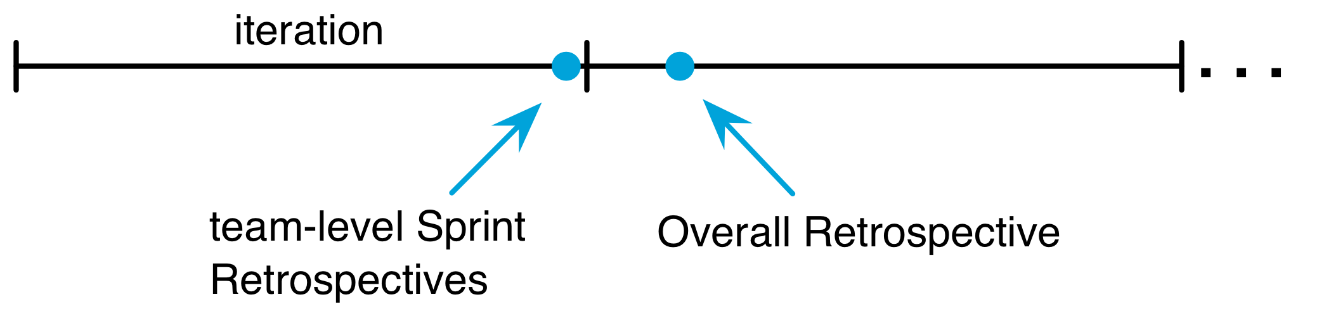 iteration
team-level Sprint
Retrospectives
Overall Retrospective